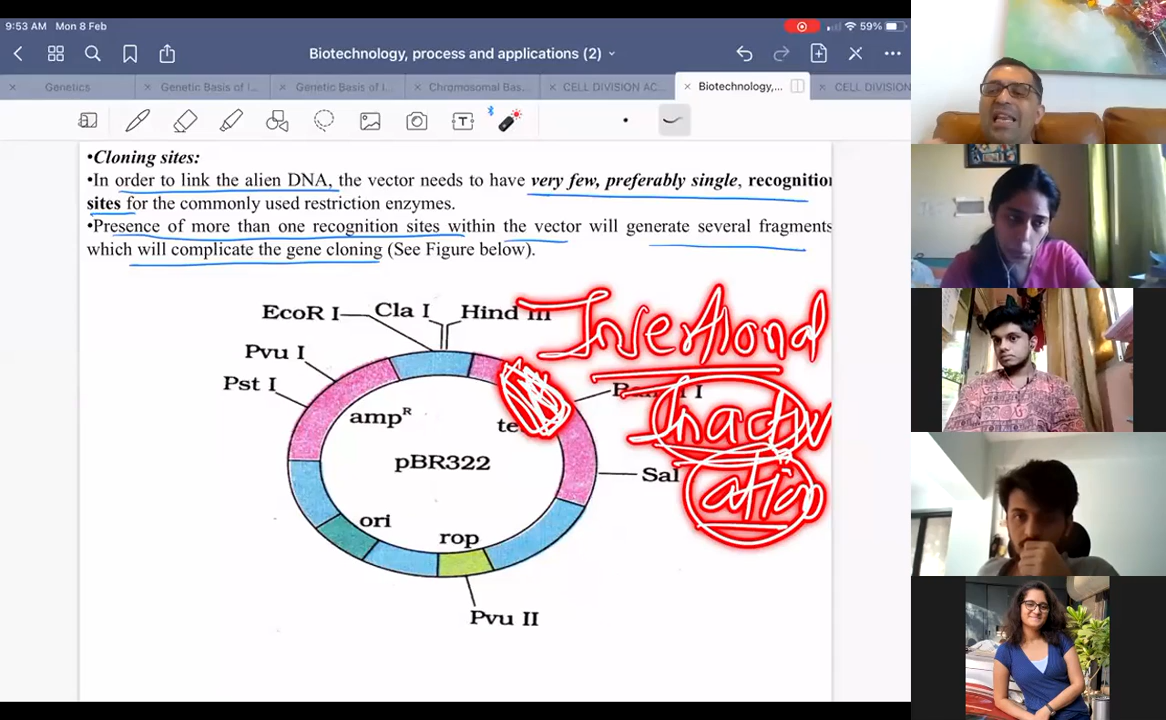 9:53 AM Mon 8 Feb
59%
Biotechnology, process and applications (2)
Genetics
Genetic Basis of I...
Genetic Basis of I...
Chromosomal Bas...
CELL DIVISION AC...
Biotechnology,...
CELL DIVISION
•Cloning sites:
•In order to link the alien DNA, the vector needs to have very few, preferably single, recognition
sites for the commonly used restriction enzymes.
•Presence of more than one recognition sites within the vector will generate several fragments
which will complicate the gene cloning (See Figure below).
EcoR I
Cla I
Hind III
Insertional
Pvu I
Pst I
Inactiv
ampR
te
pBR322
Sal
ation
ori
rop
Pvu II